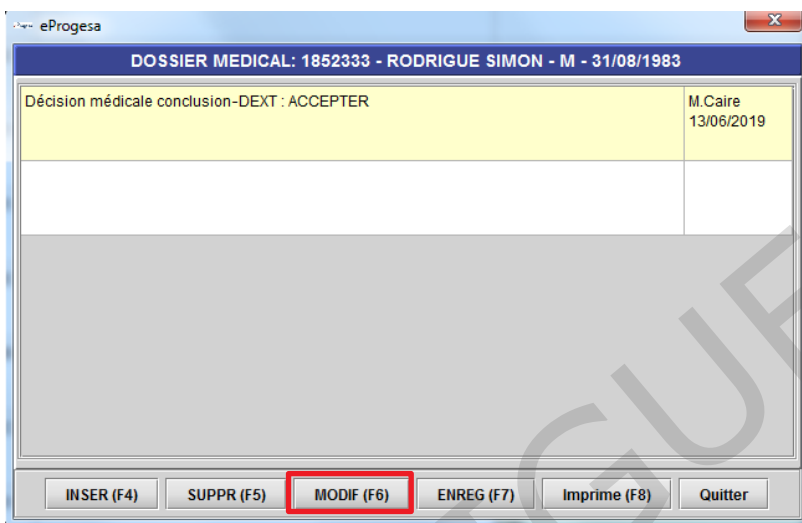 eProgesa
DOSSIER MEDICAL: 1852333 - RODRIGUE SIMON - M - 31/08/1983
Décision médicale conclusion-DEXT : ACCEPTER
M.Caire
13/06/2019
INSER (F4) SUPPR (F5) MODIF (F6) ENREG (F7) Imprime (F8) Quitter